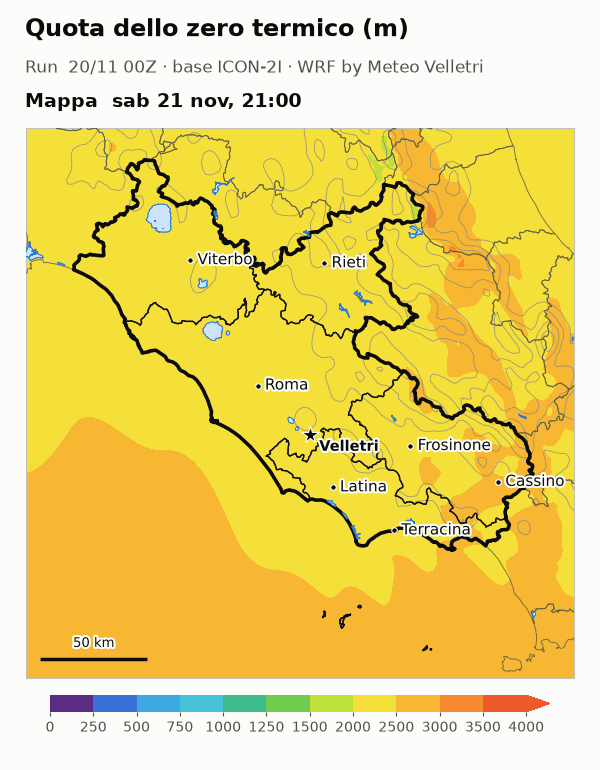 Quota dello zero termico (m)
Run 20/11 00Z · base ICON-2I · WRF by Meteo Velletri
Mappa sab 21 nov, 21:00
Viterbo
Rieti
Roma
Velletri
Frosinone
Cassino
Latina
Terracina
50 km
0 250 500 750 1000 1250 1500 2000 2500 3000 3500 4000